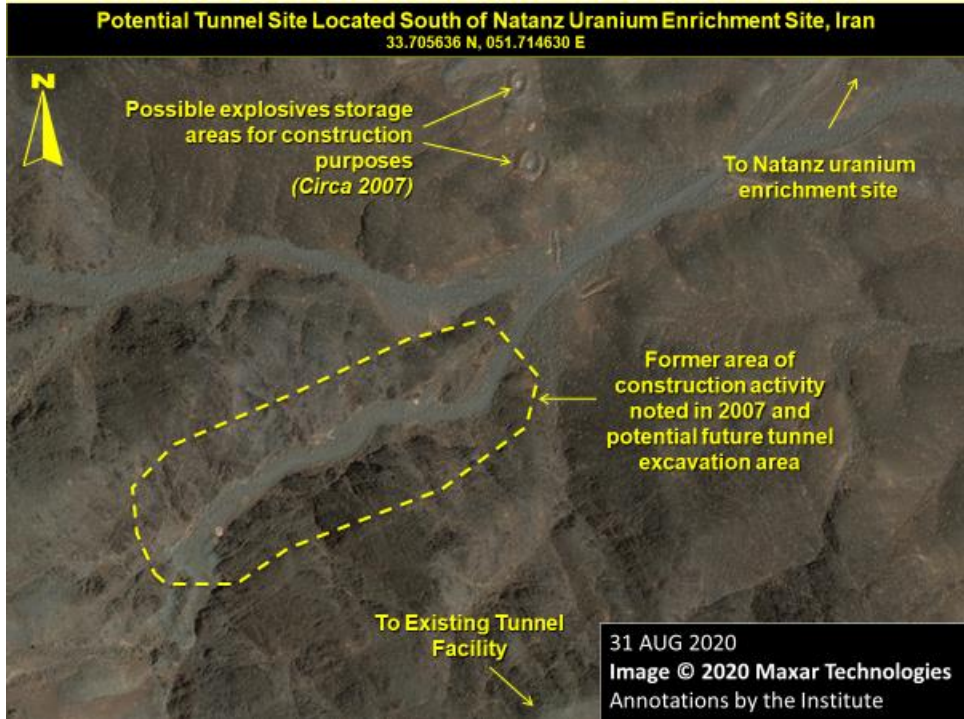 Potential Tunnel Site Located South of Natanz Uranium Enrichment Site, Iran
33.705636 N, 051.714630 E
N
Possible explosives storage
areas for construction
purposes
(Circa 2007)
To Natanz uranium
enrichment site
Former area of
construction activity
noted in 2007 and
potential future tunnel
excavation area
To Existing Tunnel
Facility
31 AUG 2020
Image © 2020 Maxar Technologies
Annotations by the Institute